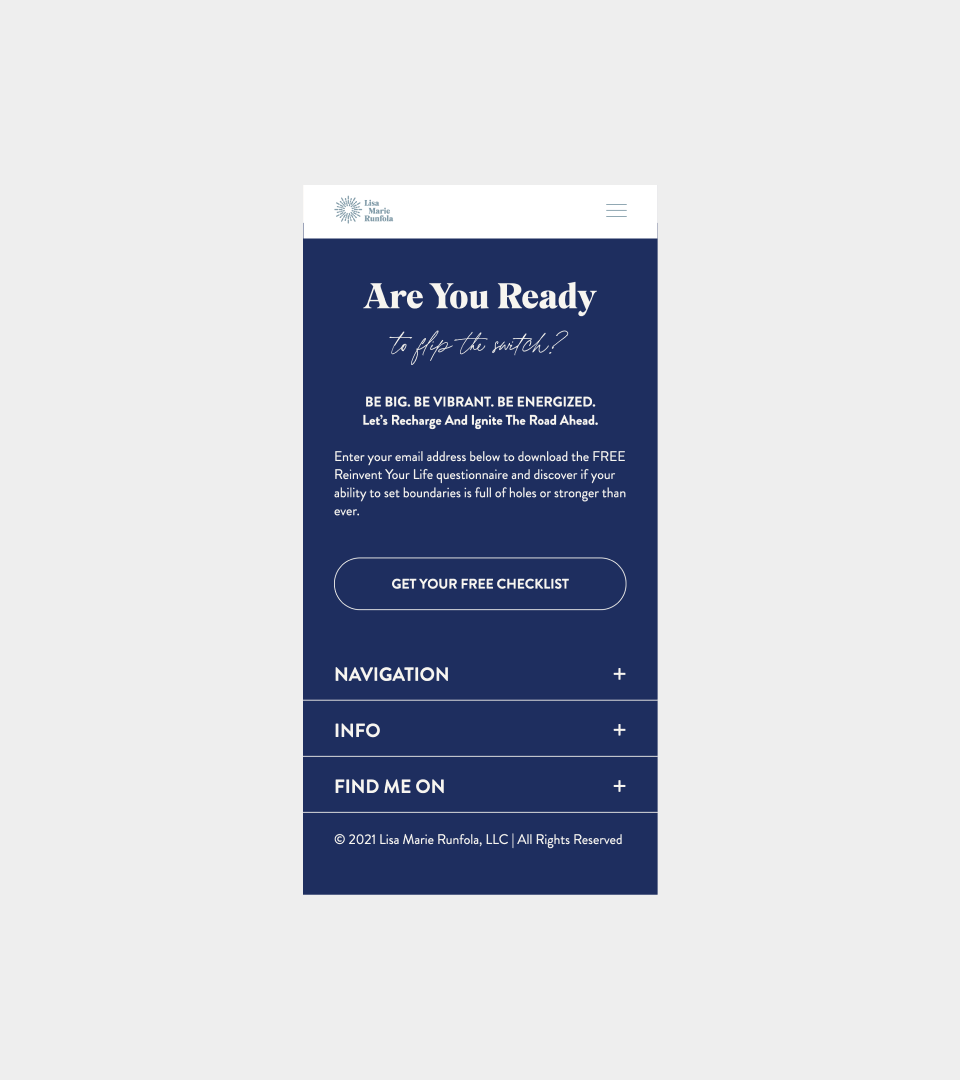 Lisa
Marie
Runfola
Are You Ready
to flip the switch?
BE BIG. BE VIBRANT. BE ENERGIZED.
Let's Recharge And Ignite The Road Ahead.
Enter your email address below to download the FREE
Reinvent Your Life questionnaire and discover if your
ability to set boundaries is full of holes or stronger than
ever.
GET YOUR FREE CHECKLIST
NAVIGATION +
INFO +
FIND ME ON +
© 2021 Lisa Marie Runfola, LLC | All Rights Reserved